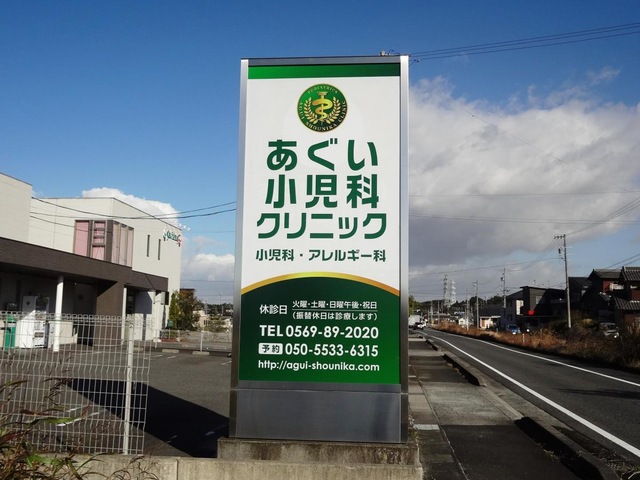 あぐい
小児科
クリニック
小児科・アレルギー科
休診日 火曜・土曜・日曜午後・祝日
（振替休日は診療します）
TEL 0569-89-2020
予約 050-5533-6315
http://agui-shounika.com